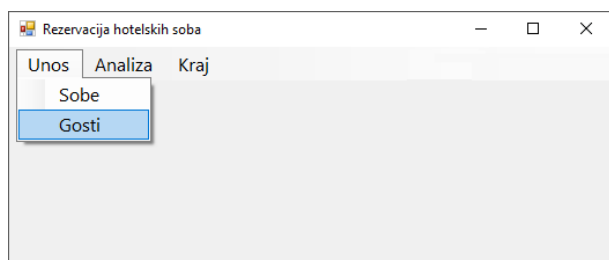 Rezervacija hotelskih soba
Unos Analiza Kraj
Sobe
Gosti